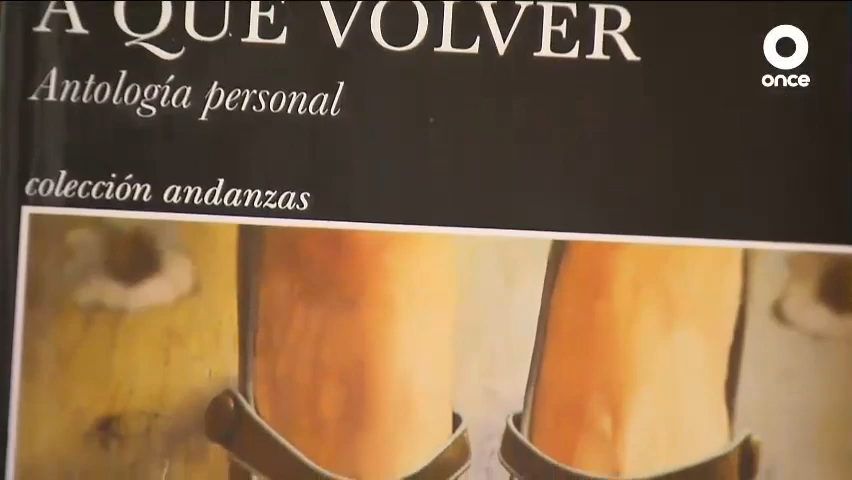 A QUÉ VOLVER
Antología personal
colección andanzas
once